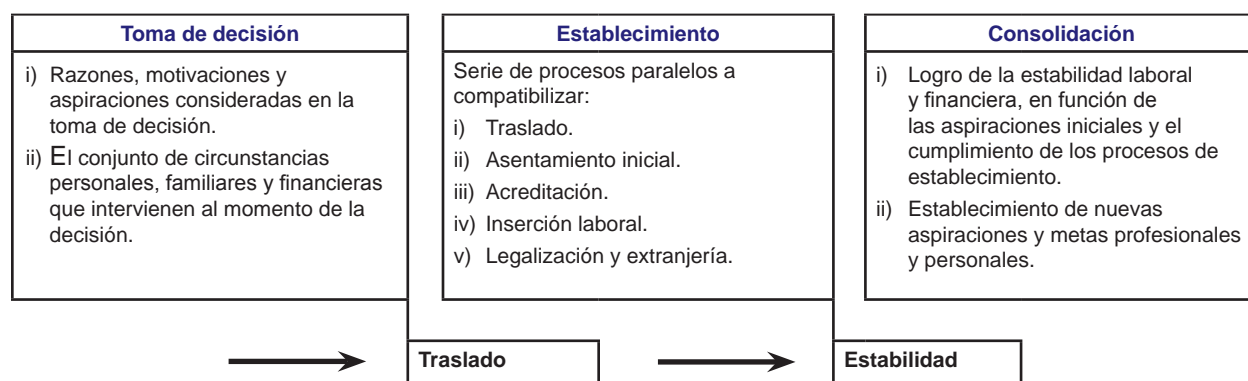 Toma de decisión
i) Razones, motivaciones y
aspiraciones consideradas en la
toma de decisión.
ii) El conjunto de circunstancias
personales, familiares y financieras
que intervienen al momento de la
decisión.
Establecimiento
Serie de procesos paralelos a
compatibilizar:
i) Traslado.
ii) Asentamiento inicial.
iii) Acreditación.
iv) Inserción laboral.
v) Legalización y extranjería.
Consolidación
i) Logro de la estabilidad laboral
y financiera, en función de
las aspiraciones iniciales y el
cumplimiento de los procesos de
establecimiento.
ii) Establecimiento de nuevas
aspiraciones y metas profesionales
y personales.
Traslado
Estabilidad